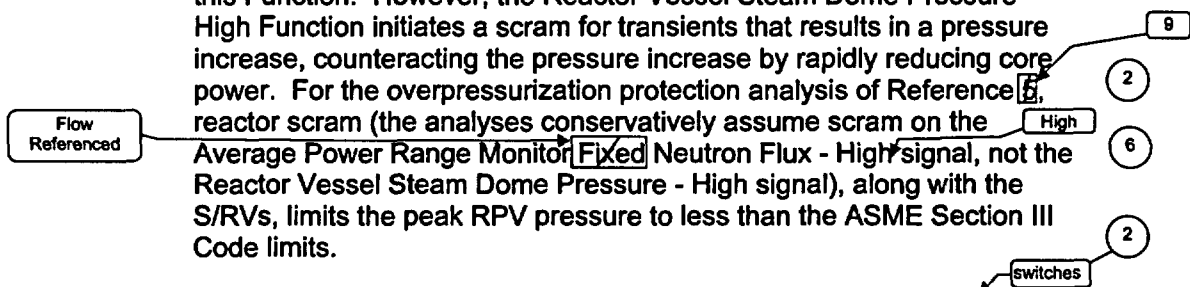 this Function. However, the Reactor Vessel Steam Dome Pressure -
High Function initiates a scram for transients that results in a pressure
9
increase, counteracting the pressure increase by rapidly reducing core
2
power. For the overpressurization protection analysis of Reference 5,
Flow
Referenced
reactor scram (the analyses conservatively assume scram on the
High
6
Average Power Range Monitor Fixed Neutron Flux - High signal, not the
Reactor Vessel Steam Dome Pressure - High signal), along with the
S/RVs, limits the peak RPV pressure to less than the ASME Section III
Code limits.
2
switches